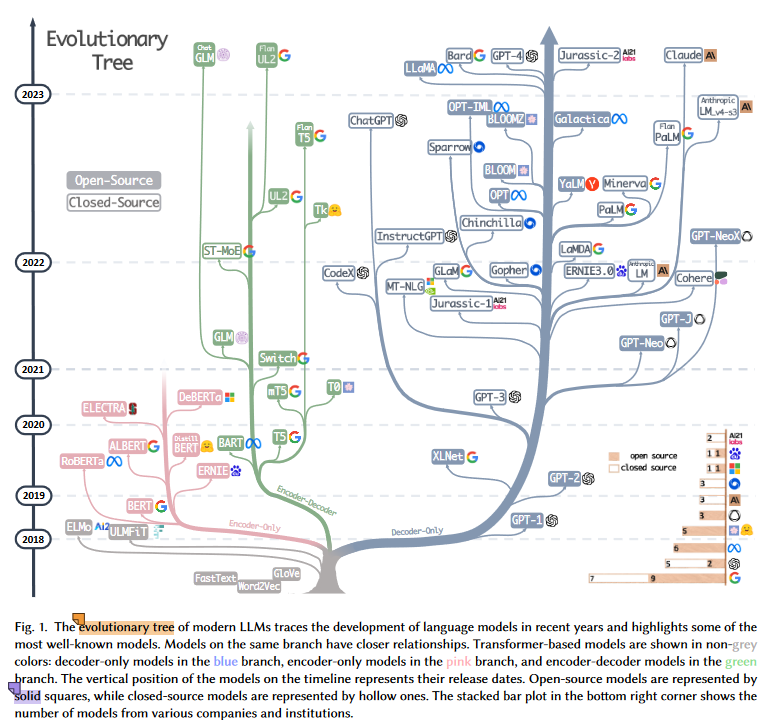 Evolutionary
Tree
Open-Source
Closed-Source
2023
2022
2021
2020
2019
2018
Chat
GLM
Flan
UL2
Flan
T5
UL2
Tk
ST-MoE
GLM
Switch
mT5
T0
BART
T5
Encoder-Decoder
DeBERTa
ELECTRA
ALBERT
Distill
BERT
RoBERTa
ERNIE
BERT
ELMo
AI2
ULMFiT
Encoder-Only
FastText
Word2Vec
GloVe
Bard
GPT-4
Jurassic-2
AI21
labs
Claude
A\
LLaMA
OPT-IML
BLOOMZ
Galactica
Anthropic
LM_v4-s3
A\
ChatGPT
Flan
PaLM
Sparrow
BLOOM
YaLM
Minerva
OPT
PaLM
Chinchilla
InstructGPT
GPT-NeoX
LaMDA
CodeX
GLaM
Gopher
ERNIE3.0
Anthropic
LM
A\
Cohere
MT-NLG
Jurassic-1
AI21
labs
GPT-J
GPT-Neo
GPT-3
XLNet
GPT-2
GPT-1
Decoder-Only
open source
closed source
2
AI21
labs
1 1
1 1
3
3
A\
3
5
6
5 2
7 9
Fig. 1. The evolutionary tree of modern LLMs traces the development of language models in recent years and highlights some of the
most well-known models. Models on the same branch have closer relationships. Transformer-based models are shown in non-grey
colors: decoder-only models in the blue branch, encoder-only models in the pink branch, and encoder-decoder models in the green
branch. The vertical position of the models on the timeline represents their release dates. Open-source models are represented by
solid squares, while closed-source models are represented by hollow ones. The stacked bar plot in the bottom right corner shows the
number of models from various companies and institutions.